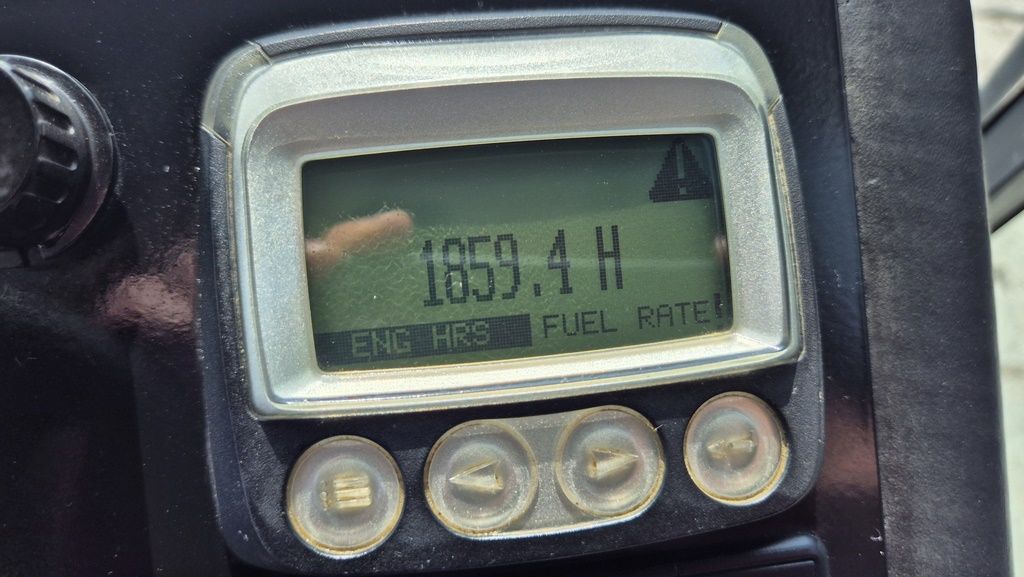 1859.4 H
ENG HRS FUEL RATE